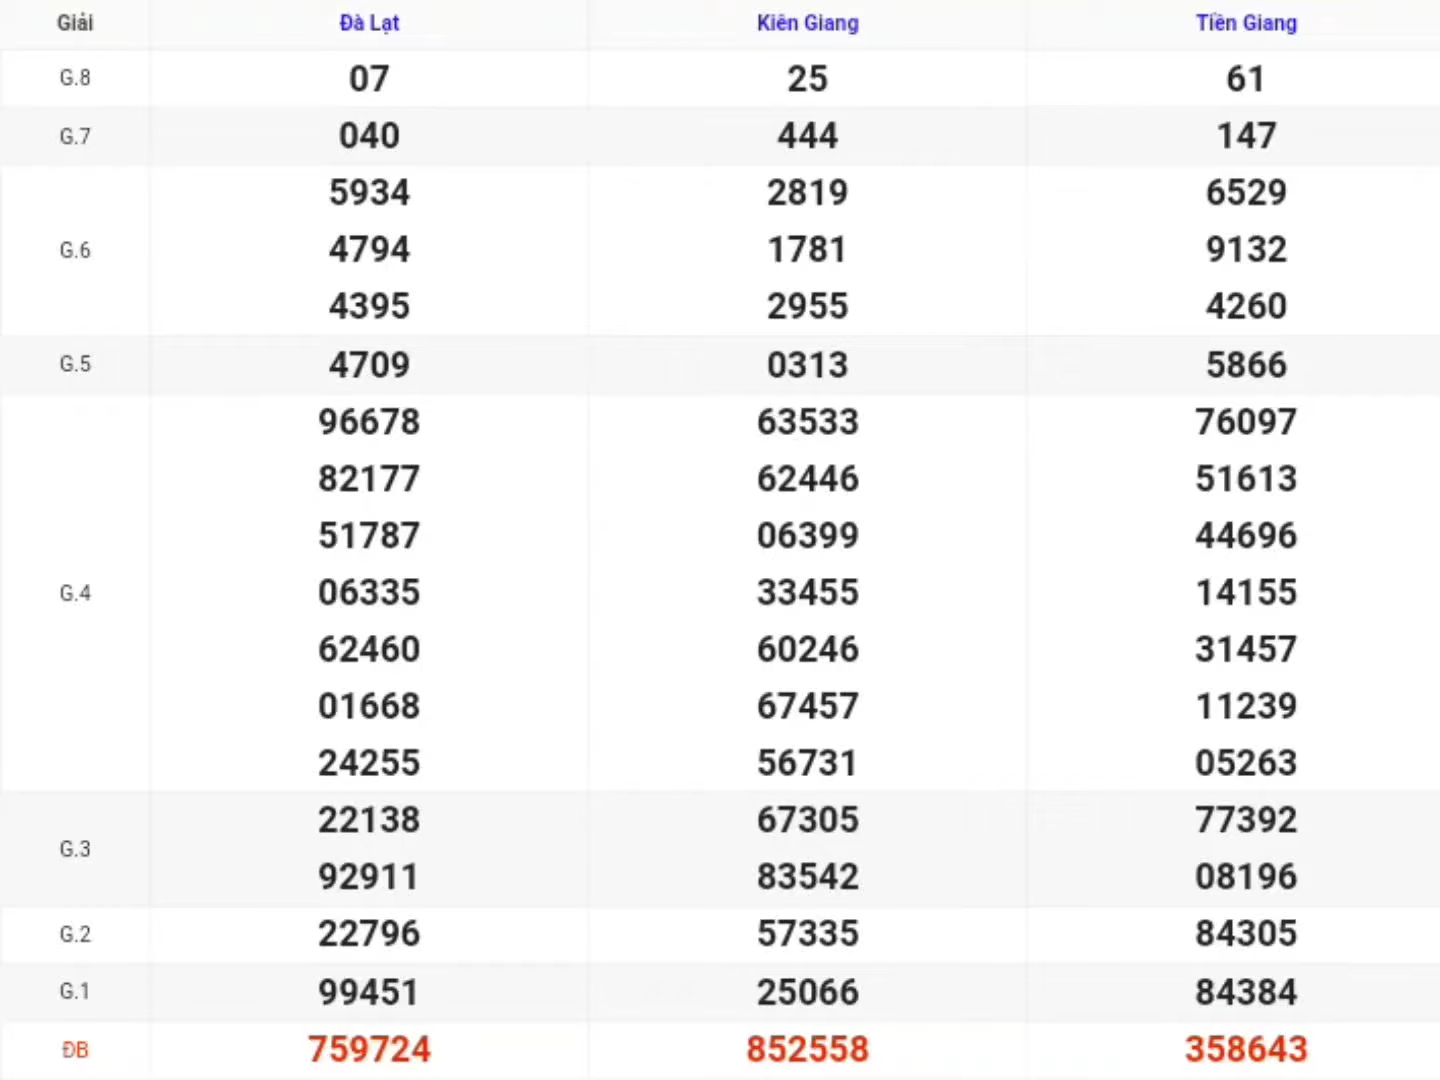 Giải Đà Lạt Kiên Giang Tiền Giang
G.8 07 25 61
G.7 040 444 147
5934 2819 6529
G.6 4794 1781 9132
4395 2955 4260
G.5 4709 0313 5866
96678 63533 76097
82177 62446 51613
51787 06399 44696
G.4 06335 33455 14155
62460 60246 31457
01668 67457 11239
24255 56731 05263
22138 67305 77392
G.3
92911 83542 08196
G.2 22796 57335 84305
G.1 99451 25066 84384
ĐB 759724 852558 358643